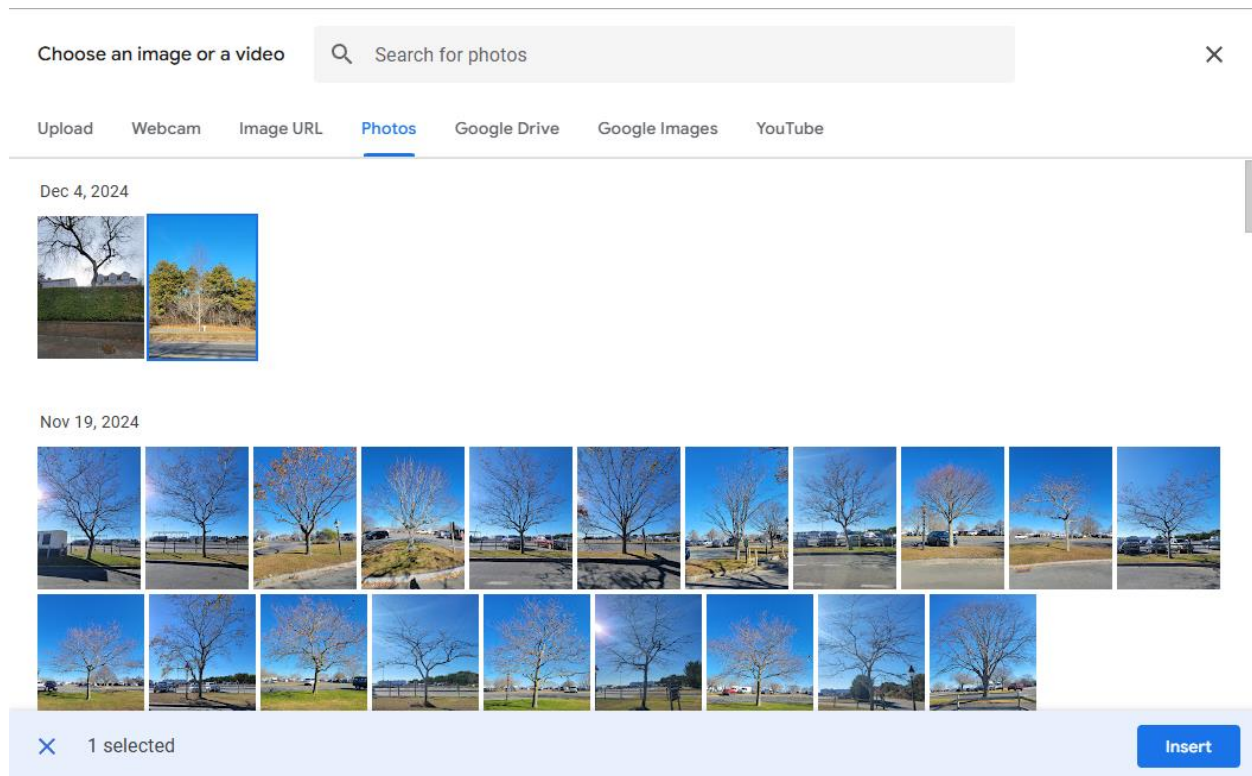 Choose an image or a video
Search for photos
Upload Webcam Image URL Photos Google Drive Google Images YouTube
Dec 4, 2024
Nov 19, 2024
1 selected
Insert